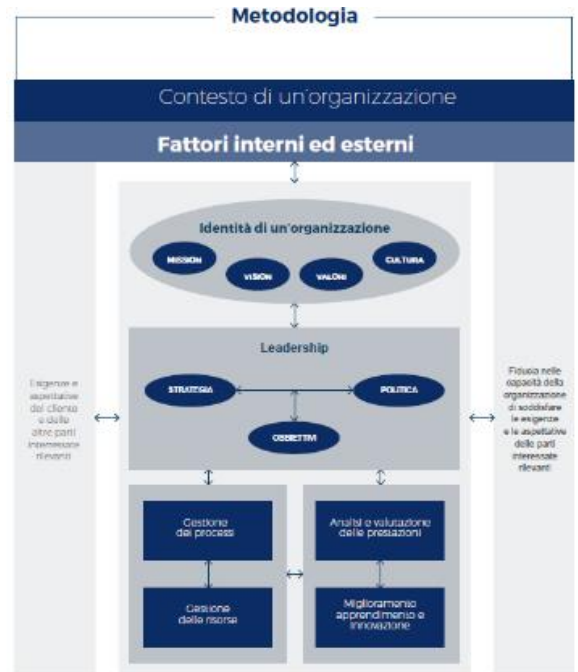 Metodologia
Contesto di un'organizzazione
Fattori interni ed esterni
Identità di un'organizzazione
MISSION
VISION
VALORI
CULTURA
Leadership
STRATEGIA
POLITICA
OBIETTIVI
Esigenze e
aspettative
del cliente
e delle
altre parti
interessate
rilevanti
Fiducia nelle
capacità della
organizzazione
di soddisfare
le esigenze
e le aspettative
delle parti
interessate
rilevanti
Gestione
dei processi
Analisi e valutazione
delle prestazioni
Gestione
delle risorse
Miglioramento
apprendimento e
Innovazione